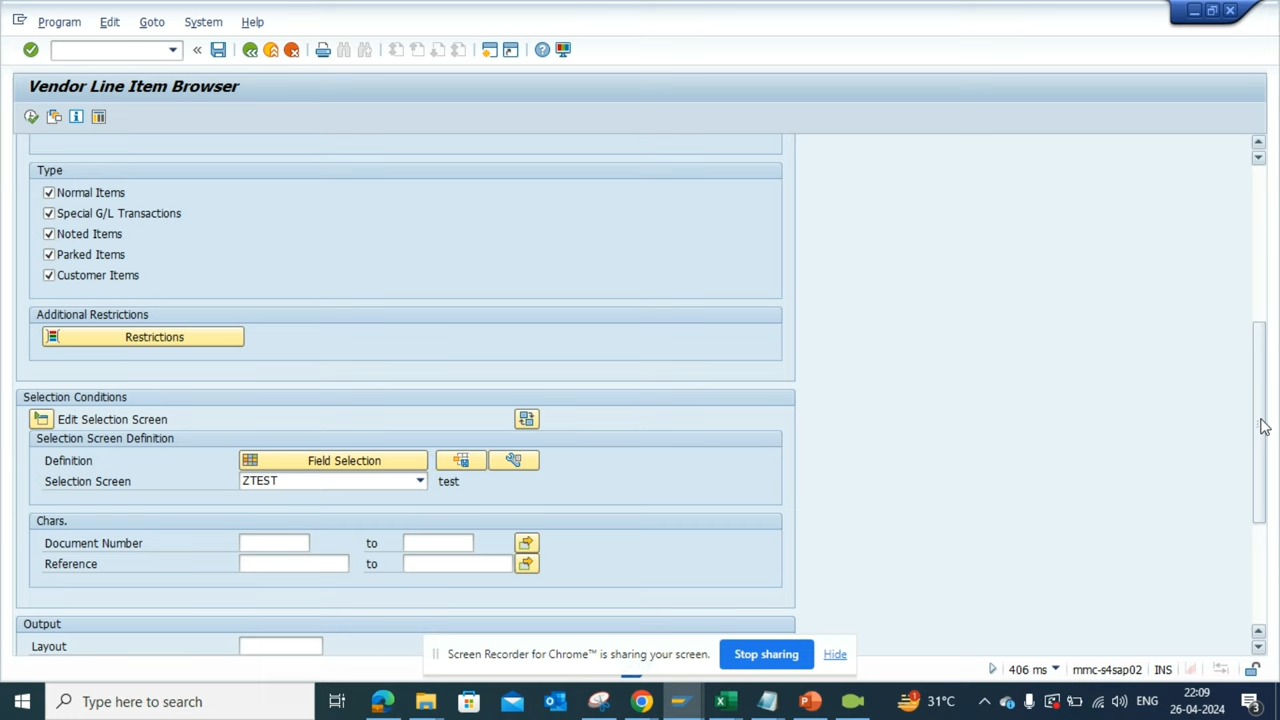 Program Edit Goto System Help
Vendor Line Item Browser
Type
Normal Items
Special G/L Transactions
Noted Items
Parked Items
Customer Items
Additional Restrictions
Restrictions
Selection Conditions
Edit Selection Screen
Selection Screen Definition
Definition Field Selection
Selection Screen ZTEST test
Chars.
Document Number to
Reference to
Output
Layout
Screen Recorder for Chrome™ is sharing your screen. Stop sharing Hide
406 ms mmc-s4sap02 INS
Type here to search 31°C ENG 22:09
26-04-2024 3